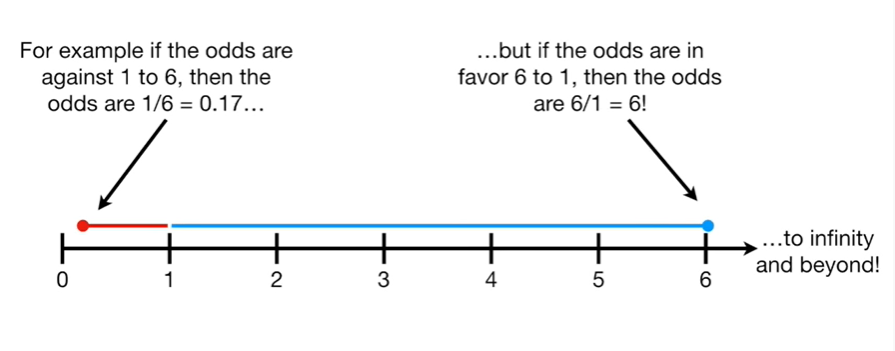 For example if the odds are
against 1 to 6, then the
odds are 1/6 = 0.17…
…but if the odds are in
favor 6 to 1, then the odds
are 6/1 = 6!
…to infinity
and beyond!
0 1 2 3 4 5 6